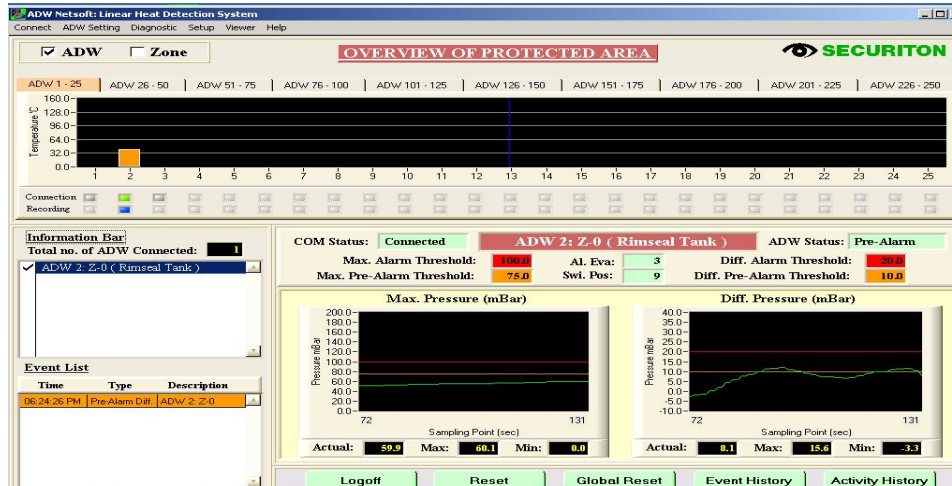 ADW Netsoft: Linear Heat Detection System
Connect ADW Setting Diagnostic Setup Viewer Help
ADW Zone
OVERVIEW OF PROTECTED AREA
SECURITON
ADW 1 - 25 ADW 26 - 50 ADW 51 - 75 ADW 76 - 100 ADW 101 - 125 ADW 126 - 150 ADW 151 - 175 ADW 176 - 200 ADW 201 - 225 ADW 226 - 250
Temperature °C
160.0
128.0
96.0
64.0
32.0
0.0
1 2 3 4 5 6 7 8 9 10 11 12 13 14 15 16 17 18 19 20 21 22 23 24 25
Connection
Recording
Information Bar
Total no. of ADW Connected: 1
ADW 2: Z-0 ( Rimseal Tank )
Event List
Time Type Description
06:24:26 PM Pre-Alarm Diff. ADW 2: Z-0
COM Status: Connected ADW 2: Z-0 ( Rimseal Tank ) ADW Status: Pre-Alarm
Max. Alarm Threshold: 100.0 Al. Eva: 3 Diff. Alarm Threshold: 20.0
Max. Pre-Alarm Threshold: 75.0 Swi. Pos: 9 Diff. Pre-Alarm Threshold: 10.0
Max. Pressure (mBar)
Pressure mBar
200.0
180.0
160.0
140.0
120.0
100.0
80.0
60.0
40.0
20.0
0.0
72 131
Sampling Point (sec)
Actual: 59.9 Max: 60.1 Min: 0.0
Diff. Pressure (mBar)
Pressure mBar
40.0
35.0
30.0
25.0
20.0
15.0
10.0
5.0
0.0
-5.0
-10.0
72 131
Sampling Point (sec)
Actual: 8.1 Max: 15.6 Min: -3.3
Logoff Reset Global Reset Event History Activity History